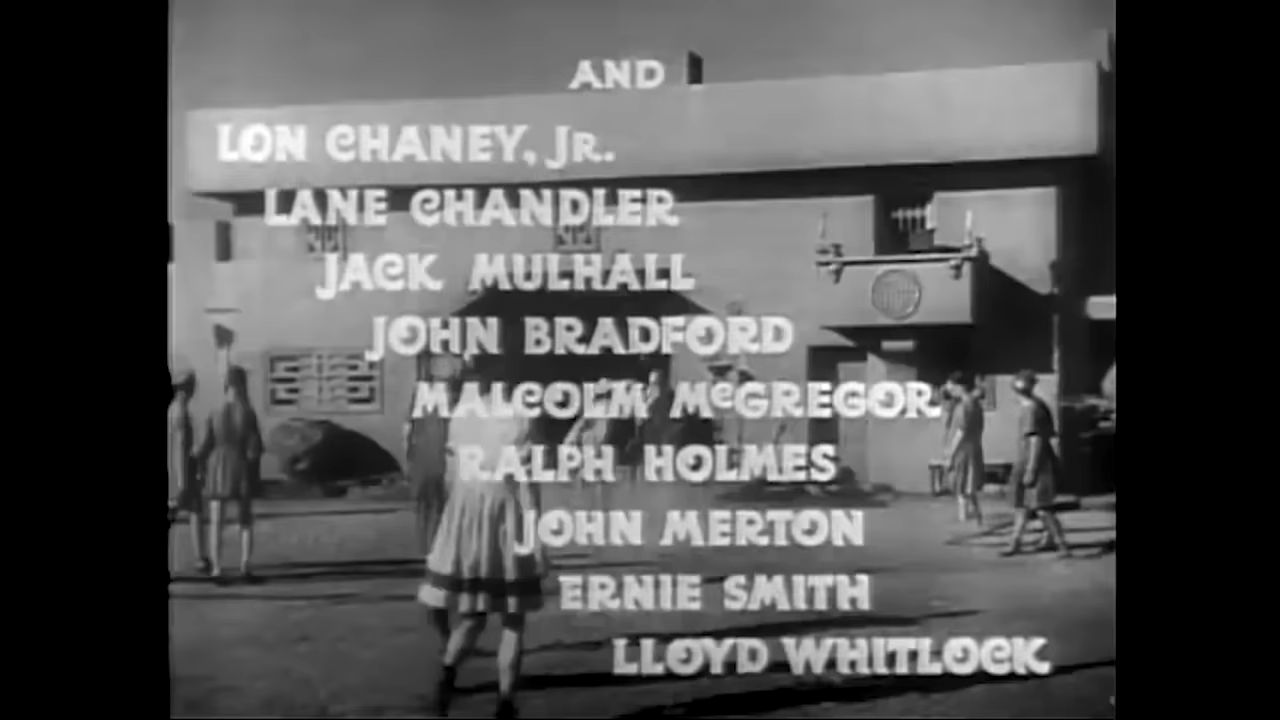 AND
LON CHANEY, JR.
LANE CHANDLER
JACK MULHALL
JOHN BRADFORD
MALCOLM McGREGOR
RALPH HOLMES
JOHN MERTON
ERNIE SMITH
LLOYD WHITLOCK